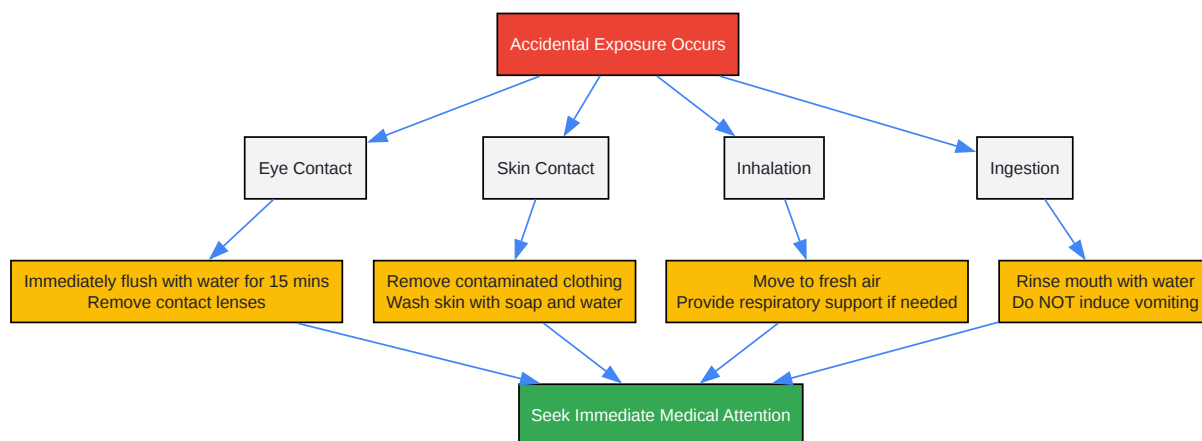 Accidental Exposure Occurs
Eye Contact
Skin Contact
Inhalation
Ingestion
Immediately flush with water for 15 mins
Remove contact lenses
Remove contaminated clothing
Wash skin with soap and water
Move to fresh air
Provide respiratory support if needed
Rinse mouth with water
Do NOT induce vomiting
Seek Immediate Medical Attention